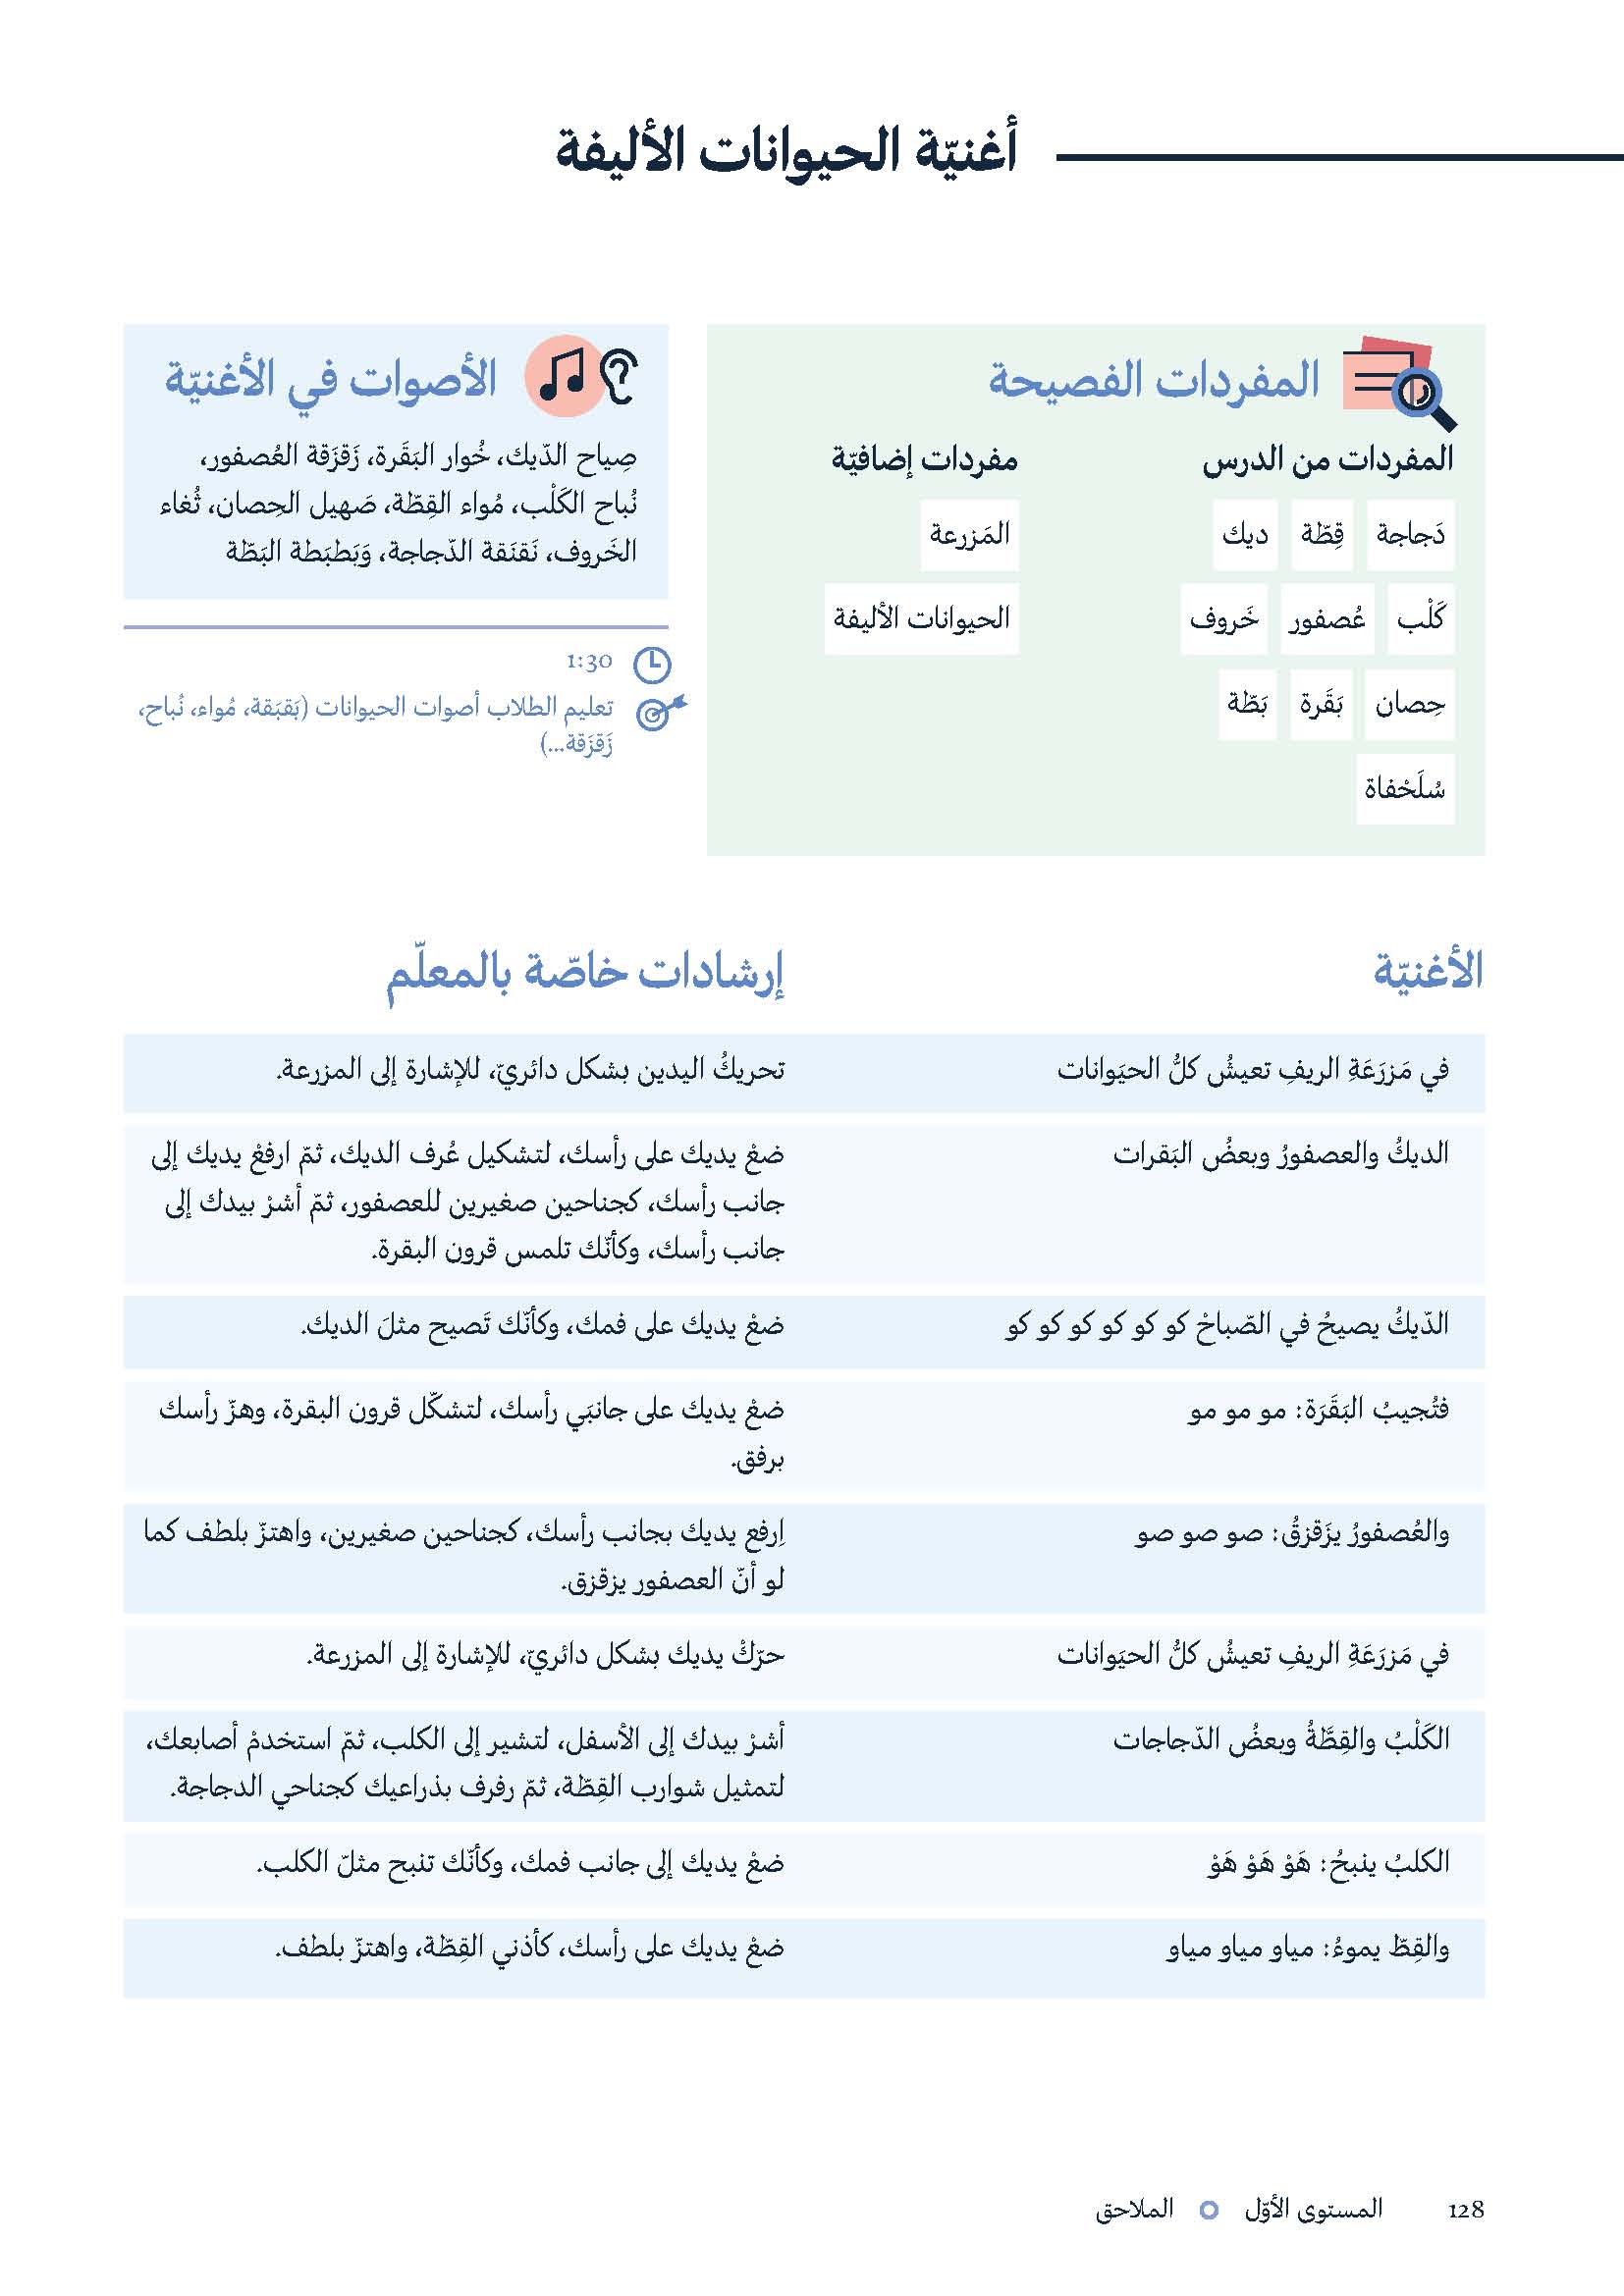 أغنيّة الحيوانات الأليفة
المفردات الفصيحة
المفردات من الدرس
دَجاجة قِطّة ديك
كَلْب عُصفور خَروف
حِصان بَقَرة بَطّة
سُلَحْفاة
مفردات إضافيّة
المَزرعة
الحيوانات الأليفة
الأصوات في الأغنيّة
صِياح الدّيك، خُوار البَقَرة، زَقزَقة العُصفور،
نُباح الكَلْب، مُواء القِطّة، صَهيل الحِصان، ثُغاء
الخَروف، نَقنَقة الدّجاجة، وَبَطبَطة البَطّة
1:30
تعليم الطلاب أصوات الحيوانات (بَقبَقة، مُواء، نُباح،
زَقزَقة...)
الأغنيّة
إرشادات خاصّة بالمعلّم
في مَزرَعَةِ الريفِ تعيشُ كلُّ الحيَوانات
تحريكُ اليدين بشكل دائريّ، للإشارة إلى المزرعة.
الديكُ والعصفورُ وبعضُ البَقرات
ضعْ يديك على رأسك، لتشكيل عُرف الديك، ثمّ ارفعْ يديك إلى
جانب رأسك، كجناحين صغيرين للعصفور، ثمّ أشرْ بيدك إلى
جانب رأسك، وكأنّك تلمس قرون البقرة.
الدّيكُ يصيحُ في الصّباحْ كو كو كو كو كو كو
ضعْ يديك على فمك، وكأنّك تَصيح مثلَ الديك.
فتُجيبُ البَقَرَة: مو مو مو
ضعْ يديك على جانبَي رأسك، لتشكّل قرون البقرة، وهزّ رأسك
برفق.
والعُصفورُ يزَقزقُ: صو صو صو
اِرفع يديك بجانب رأسك، كجناحين صغيرين، واهتزّ بلطف كما
لو أنّ العصفور يزقزق.
في مَزرَعَةِ الريفِ تعيشُ كلُّ الحيَوانات
حرّكْ يديك بشكل دائريّ، للإشارة إلى المزرعة.
الكَلْبُ والقِطَّةُ وبعضُ الدّجاجات
أشرْ بيدك إلى الأسفل، لتشير إلى الكلب، ثمّ استخدمْ أصابعك،
لتمثيل شوارب القِطّة، ثمّ رفرف بذراعيك كجناحي الدجاجة.
الكلبُ ينبحُ: هَوْ هَوْ هَوْ
ضعْ يديك إلى جانب فمك، وكأنّك تنبح مثلّ الكلب.
والقِطّ يموءُ: مياو مياو مياو
ضعْ يديك على رأسك، كأذني القِطّة، واهتزّ بلطف.
128 المستوى الأوّل الملاحق